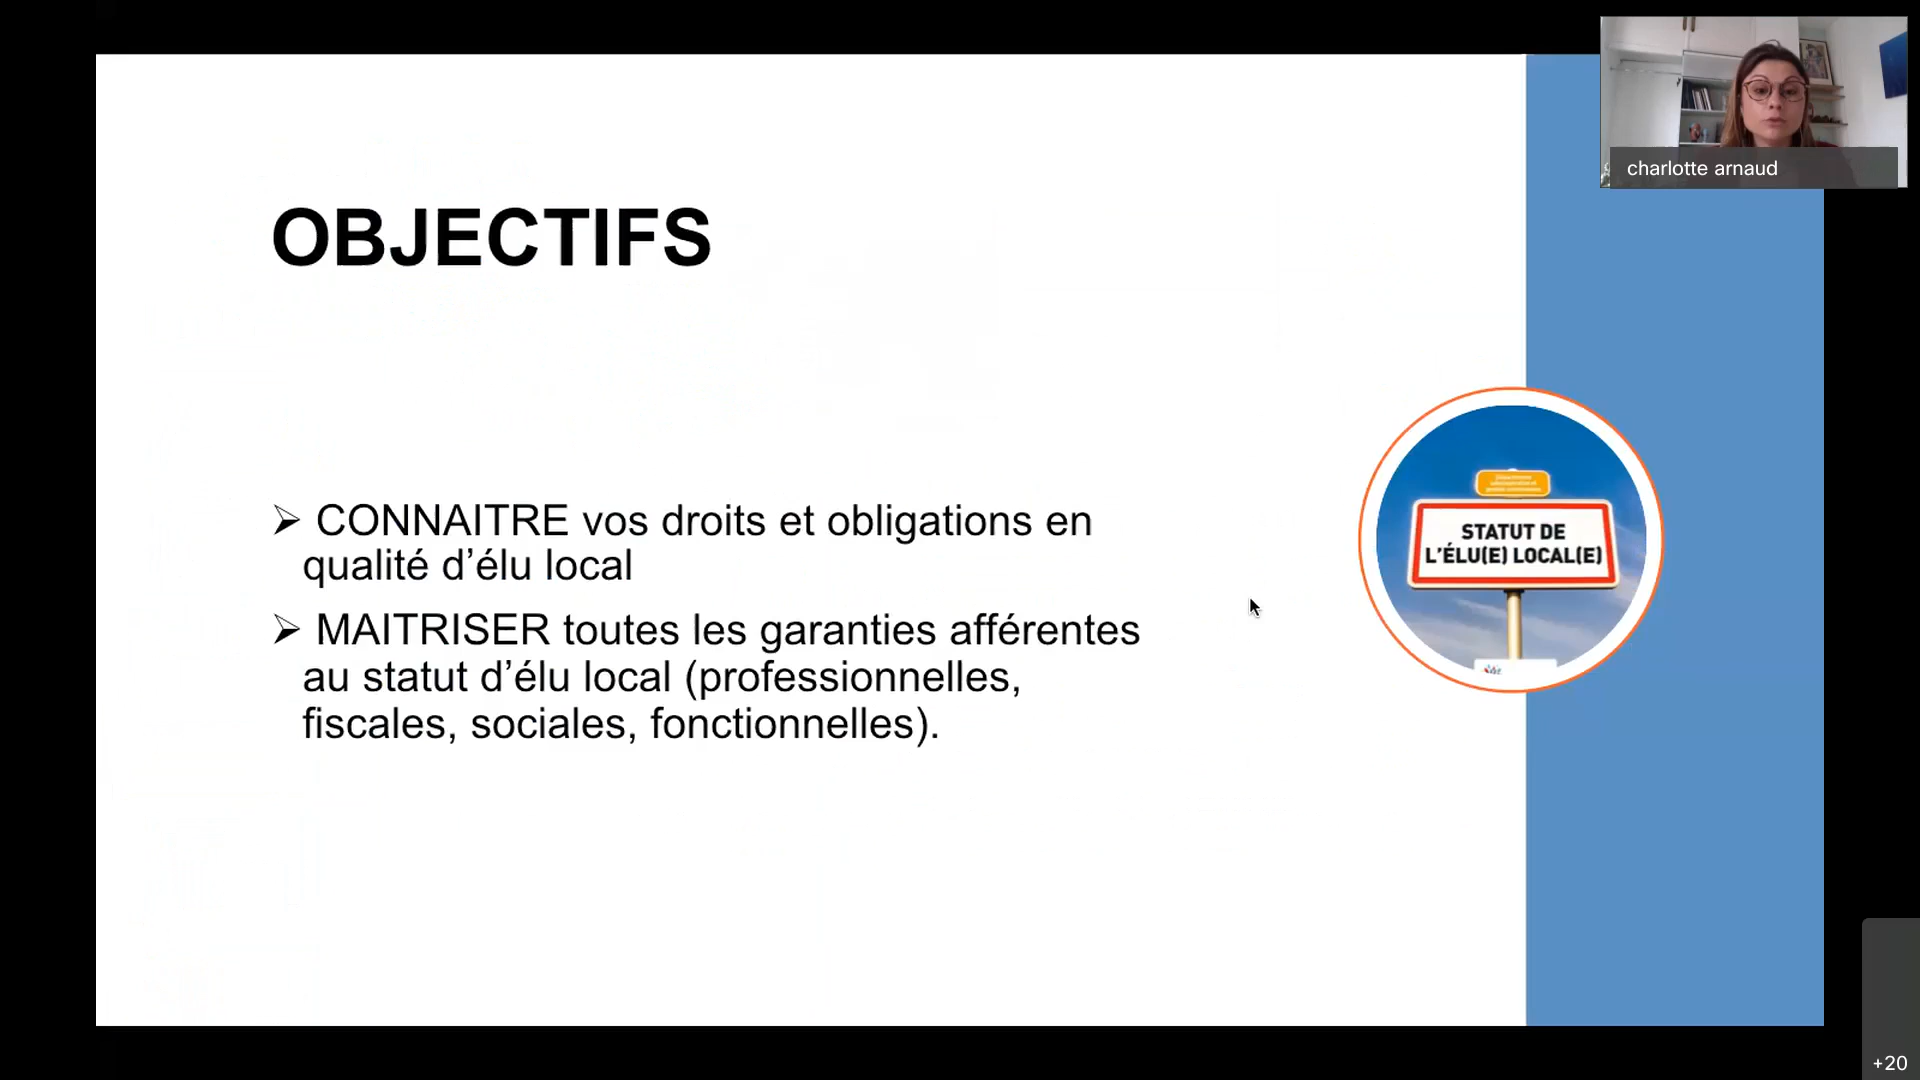 charlotte arnaud
OBJECTIFS
➢ CONNAITRE vos droits et obligations en
qualité d’élu local
➢ MAITRISER toutes les garanties afférentes
au statut d’élu local (professionnelles,
fiscales, sociales, fonctionnelles).
STATUT DE
L’ÉLU(E) LOCAL(E)
+20